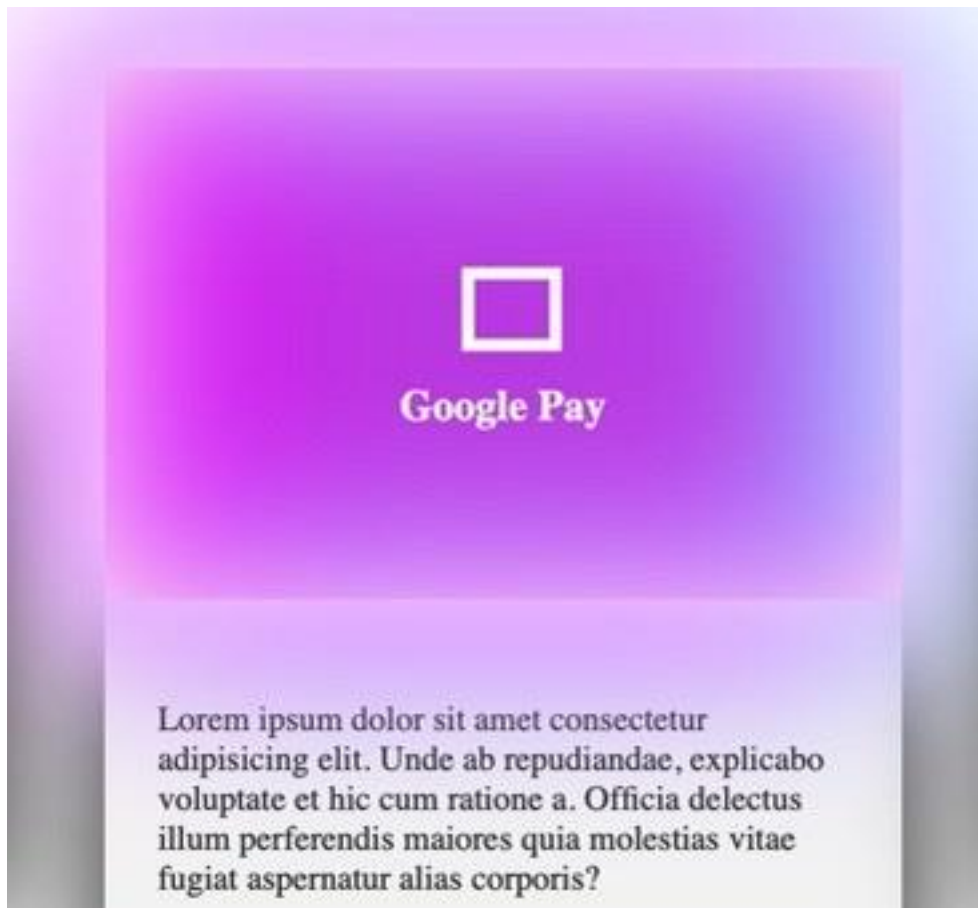 Google Pay
Lorem ipsum dolor sit amet consectetur
adipisicing elit. Unde ab repudiandae, explicabo
voluptate et hic cum ratione a. Officia delectus
illum perferendis maiores quia molestias vitae
fugiat aspernatur alias corporis?